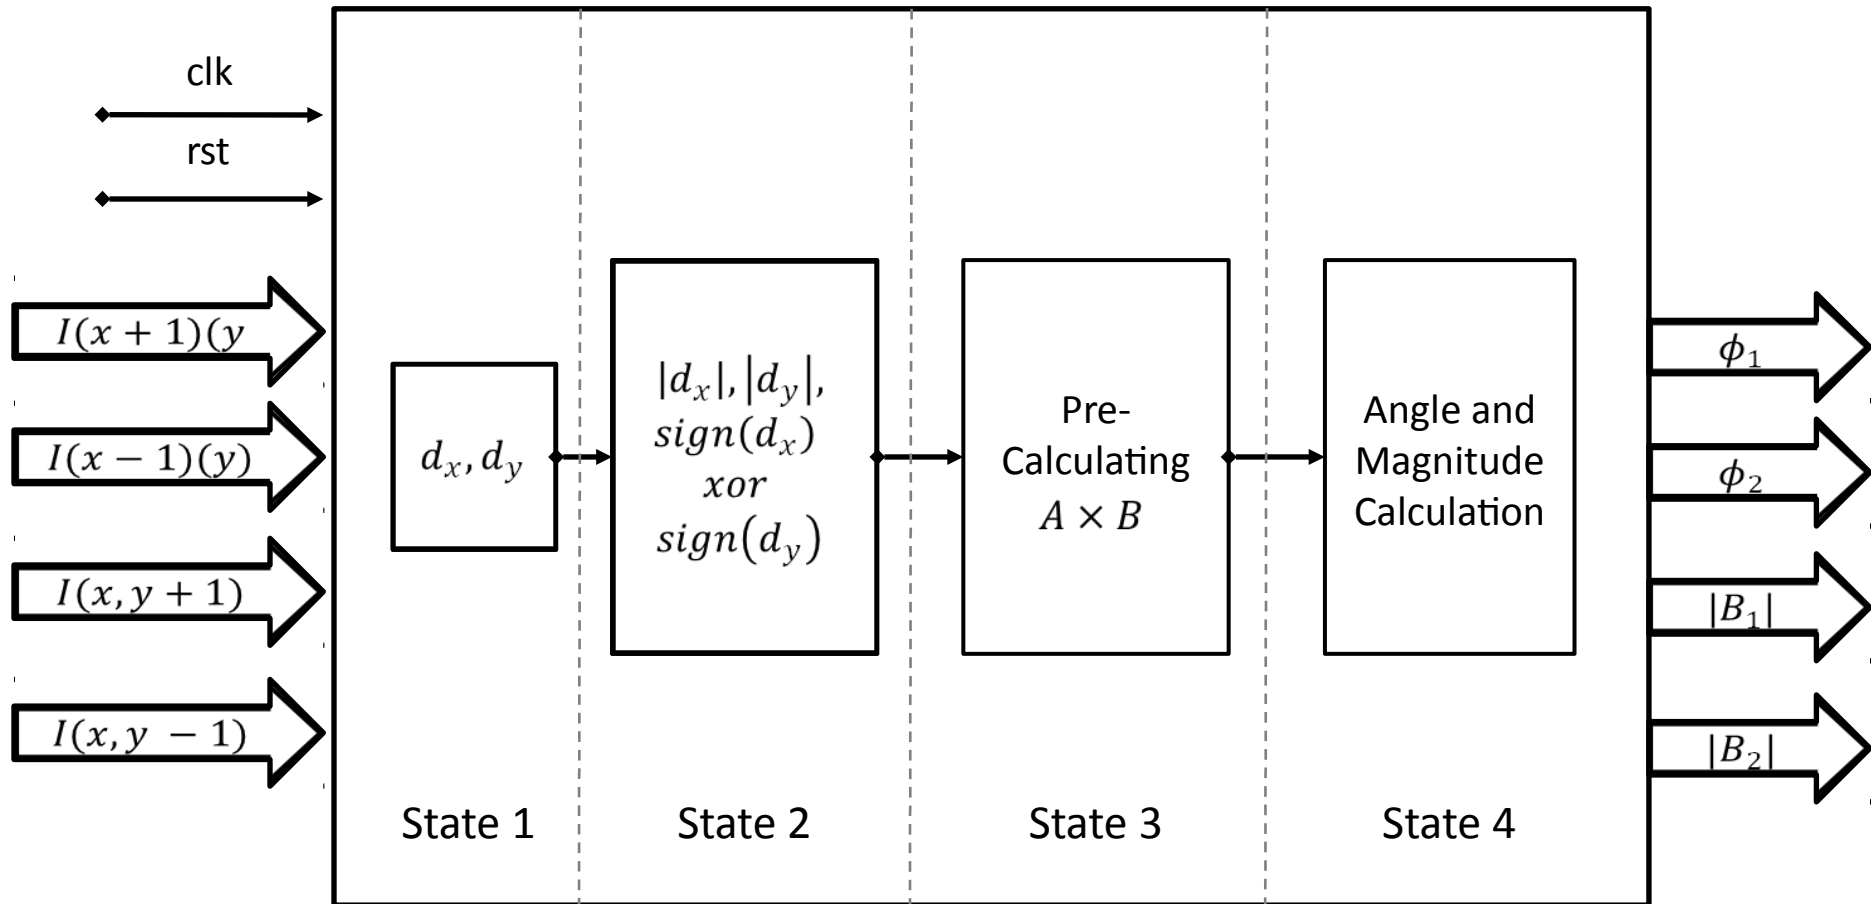 clk
rst
I(x + 1)(y
I(x − 1)(y)
I(x, y + 1)
I(x, y − 1)
d_x, d_y
|d_x|, |d_y|,
sign(d_x)
xor
sign(d_y)
Pre-
Calculating
A × B
Angle and
Magnitude
Calculation
ϕ_1
ϕ_2
|B_1|
|B_2|
State 1
State 2
State 3
State 4